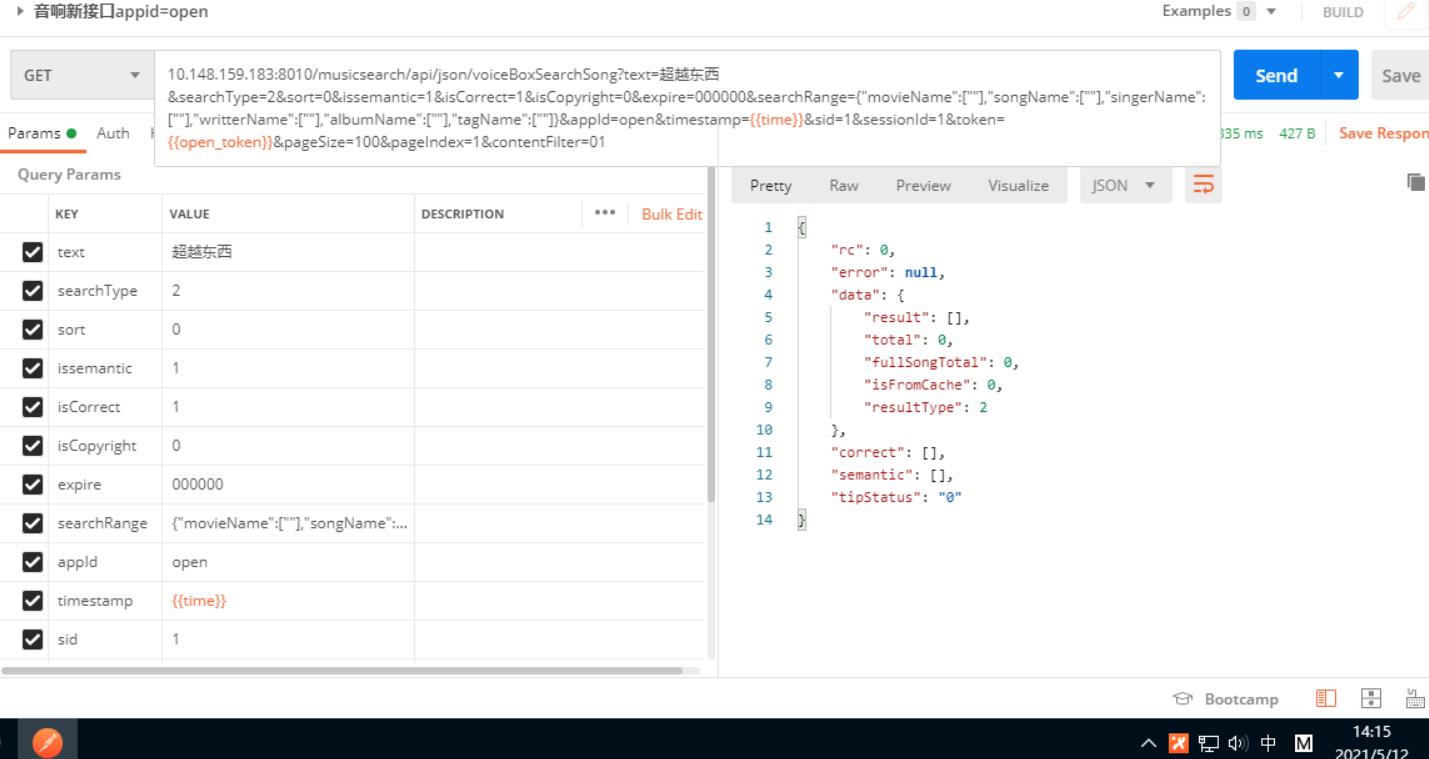 音响新接口appid=open
Examples 0
BUILD
GET
10.148.159.183:8010/musicsearch/api/json/voiceBoxSearchSong?text=超越东西
&searchType=2&sort=0&issemantic=1&isCorrect=1&isCopyright=0&expire=000000&searchRange={"movieName":[""],"songName":[""],"singerName":
[""],"writterName":[""],"albumName":[""],"tagName":[""]}&appId=open&timestamp={{time}}&sid=1&sessionId=1&token=
{{open_token}}&pageSize=100&pageIndex=1&contentFilter=01
Send
Save
Params Auth
335 ms 427 B Save Respon
Query Params
KEY VALUE DESCRIPTION ••• Bulk Edit
text 超越东西
searchType 2
sort 0
issemantic 1
isCorrect 1
isCopyright 0
expire 000000
searchRange {"movieName":[""],"songName":...
appId open
timestamp {{time}}
sid 1
Pretty Raw Preview Visualize JSON
1 {
2 "rc": 0,
3 "error": null,
4 "data": {
5 "result": [],
6 "total": 0,
7 "fullSongTotal": 0,
8 "isFromCache": 0,
9 "resultType": 2
10 },
11 "correct": [],
12 "semantic": [],
13 "tipStatus": "0"
14 }
Bootcamp
中 M
14:15
2021/5/12